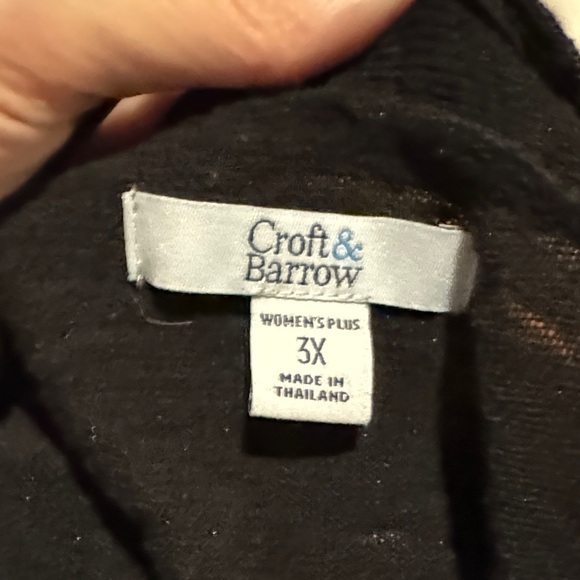 Croft&
Barrow
WOMEN'S PLUS
3X
MADE IN
THAILAND